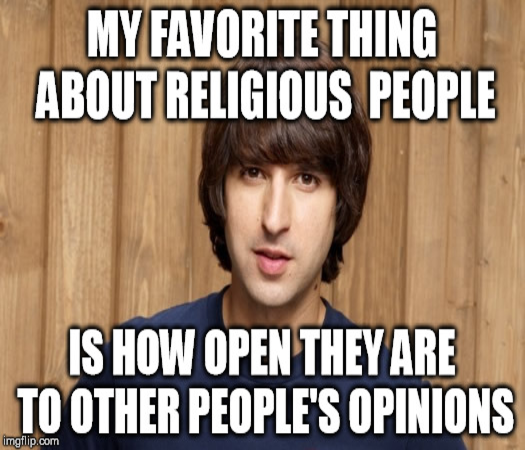 MY FAVORITE THING
ABOUT RELIGIOUS PEOPLE
IS HOW OPEN THEY ARE
TO OTHER PEOPLE'S OPINIONS
imgflip.com